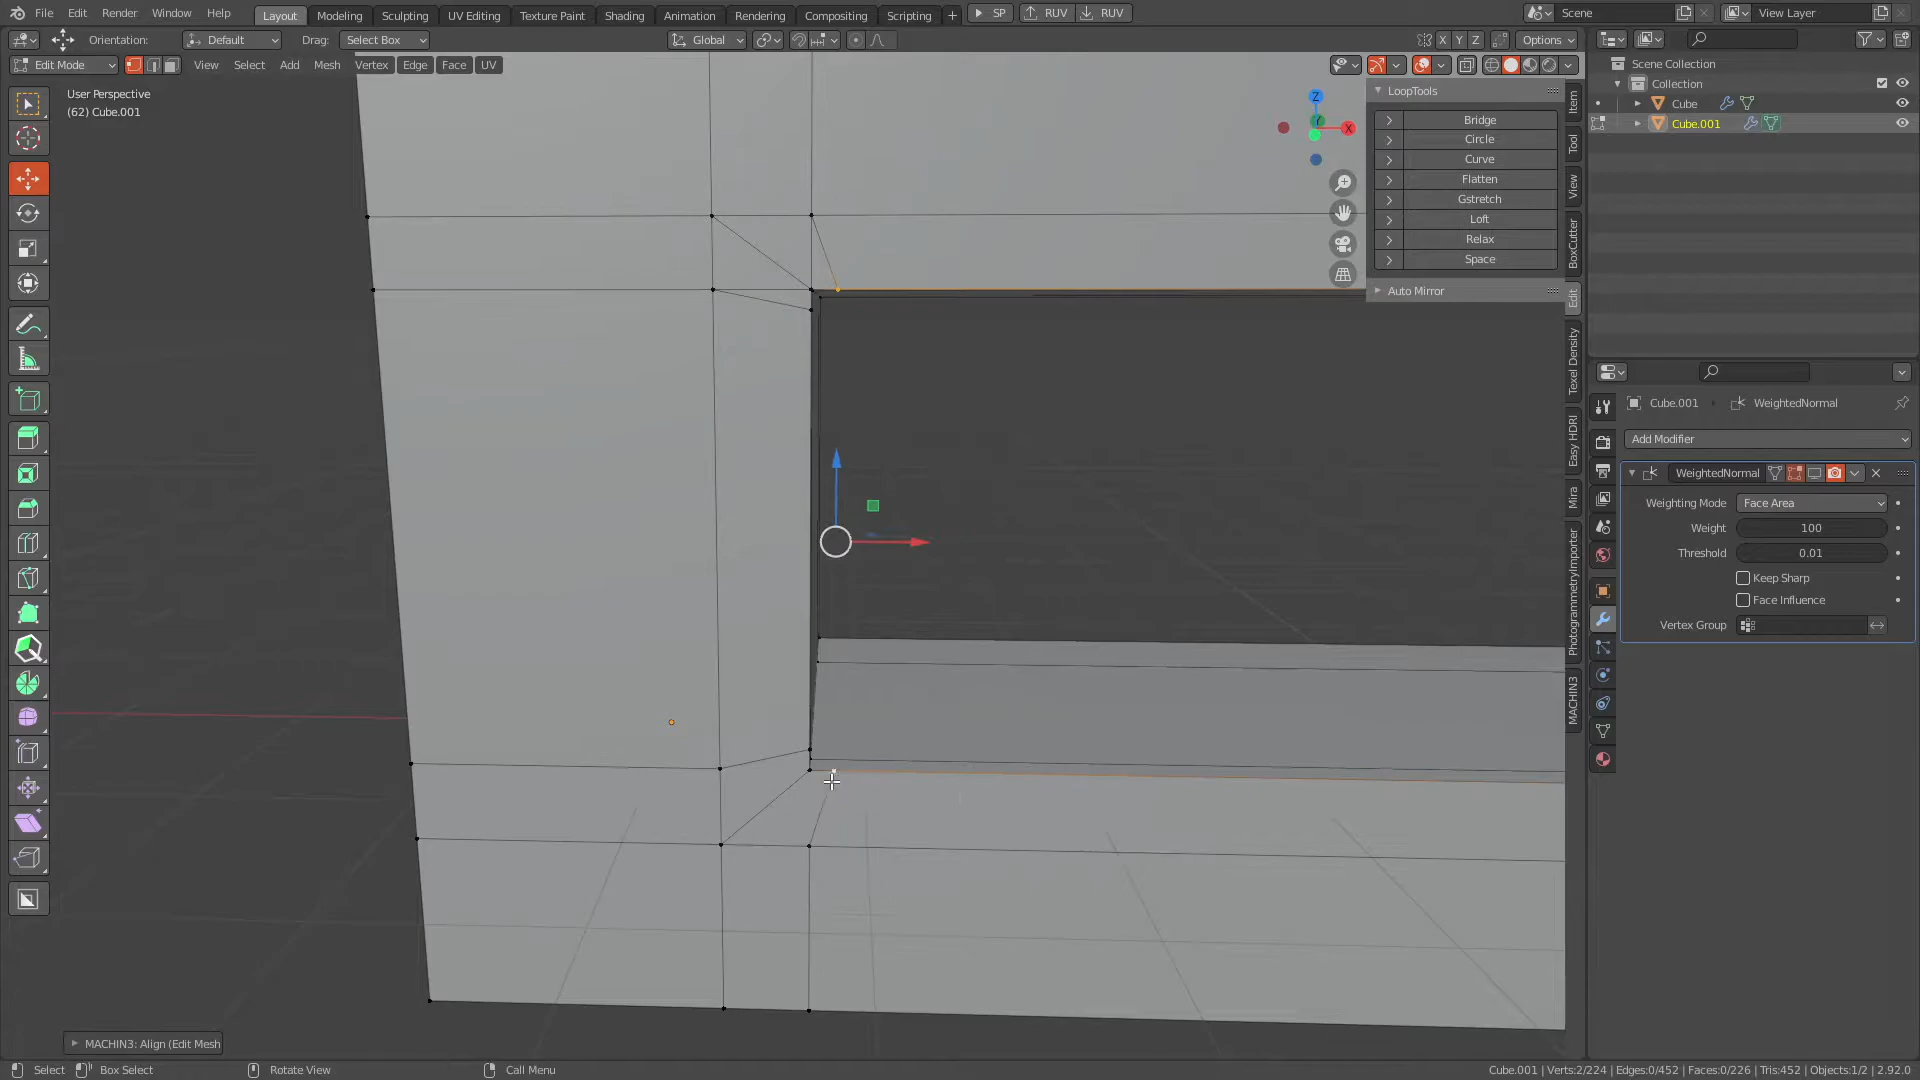 File Edit Render Window Help Layout Modeling Sculpting UV Editing Texture Paint Shading Animation Rendering Compositing Scripting + SP RUV RUV Scene View Layer
Orientation: Default Drag: Select Box Global X Y Z Options
Edit Mode View Select Add Mesh Vertex Edge Face UV
User Perspective
(62) Cube.001
Z
Y
X
LoopTools
Bridge
Circle
Curve
Flatten
Gstretch
Loft
Relax
Space
Auto Mirror
Item
Tool
View
BoxCutter
Edit
Texel Density
Easy HDRI
Mira
PhotogrammetryImporter
MACHIN3
Scene Collection
Collection
Cube
Cube.001
Cube.001 WeightedNormal
Add Modifier
WeightedNormal
Weighting Mode Face Area
Weight 100
Threshold 0.01
Keep Sharp
Face Influence
Vertex Group
MACHIN3: Align (Edit Mesh
Select Box Select Rotate View Call Menu Cube.001 | Verts:2/224 | Edges:0/452 | Faces:0/226 | Tris:452 | Objects:1/2 | 2.92.0